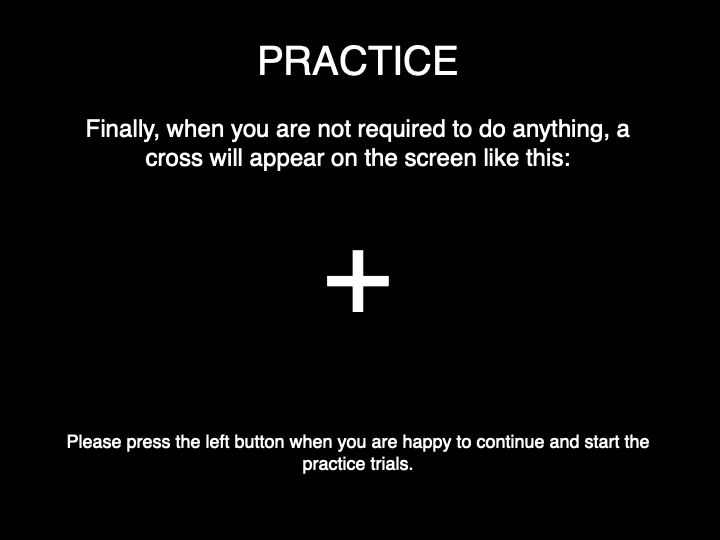 PRACTICE
Finally, when you are not required to do anything, a
cross will appear on the screen like this:
+
Please press the left button when you are happy to continue and start the
practice trials.